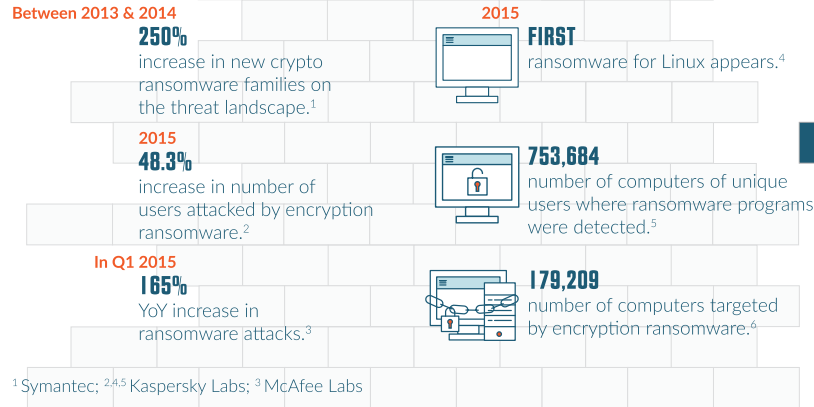 Between 2013 & 2014
250%
increase in new crypto
ransomware families on
the threat landscape.1
2015
48.3%
increase in number of
users attacked by encryption
ransomware.2
In Q1 2015
165%
YoY increase in
ransomware attacks.3
2015
FIRST
ransomware for Linux appears.4
753,684
number of computers of unique
users where ransomware programs
were detected.5
179,209
number of computers targeted
by encryption ransomware.6
1 Symantec; 2,4,5 Kaspersky Labs; 3 McAfee Labs